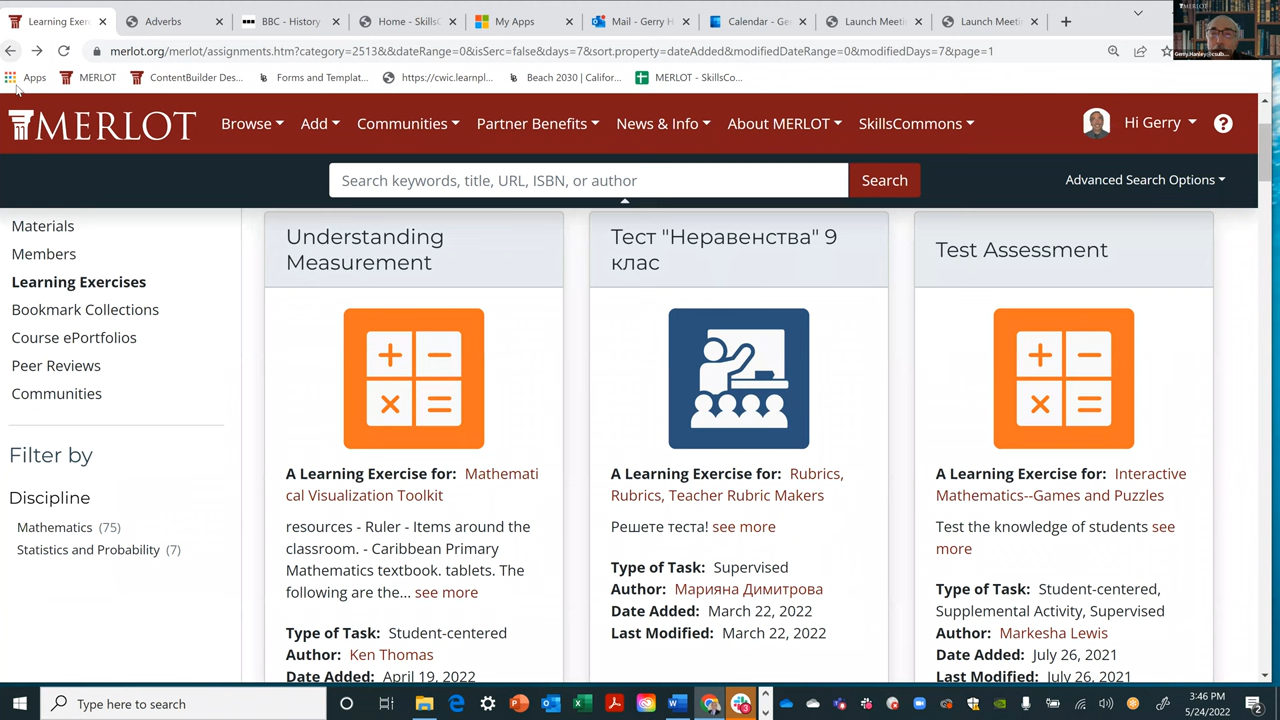 Learning Exerci
Adverbs
BBC - History
Home - SkillsC
My Apps
Mail - Gerry H
Calendar - Ge
Launch Meeti
Launch Meeti
merlot.org/merlot/assignments.htm?category=2513&&dateRange=0&isSerc=false&days=7&sort.property=dateAdded&modifiedDateRange=0&modifiedDays=7&page=1
Apps
MERLOT
ContentBuilder Des...
Forms and Templat...
https://cwic.learnpl...
Beach 2030 | Califor...
MERLOT - SkillsCo...
MERLOT
Browse
Add
Communities
Partner Benefits
News & Info
About MERLOT
SkillsCommons
Hi Gerry
?
Search keywords, title, URL, ISBN, or author
Search
Advanced Search Options
Materials
Members
Learning Exercises
Bookmark Collections
Course ePortfolios
Peer Reviews
Communities
Filter by
Discipline
Mathematics (75)
Statistics and Probability (7)
Understanding
Measurement
A Learning Exercise for: Mathemati
cal Visualization Toolkit
resources - Ruler - Items around the
classroom. - Caribbean Primary
Mathematics textbook. tablets. The
following are the... see more
Type of Task: Student-centered
Author: Ken Thomas
Date Added: April 19, 2022
Тест "Неравенства" 9
клас
A Learning Exercise for: Rubrics,
Rubrics, Teacher Rubric Makers
Решете теста! see more
Type of Task: Supervised
Author: Марияна Димитрова
Date Added: March 22, 2022
Last Modified: March 22, 2022
Test Assessment
A Learning Exercise for: Interactive
Mathematics--Games and Puzzles
Test the knowledge of students see
more
Type of Task: Student-centered,
Supplemental Activity, Supervised
Author: Markesha Lewis
Date Added: July 26, 2021
Last Modified: July 26, 2021
Type here to search
3:46 PM
5/24/2022
2